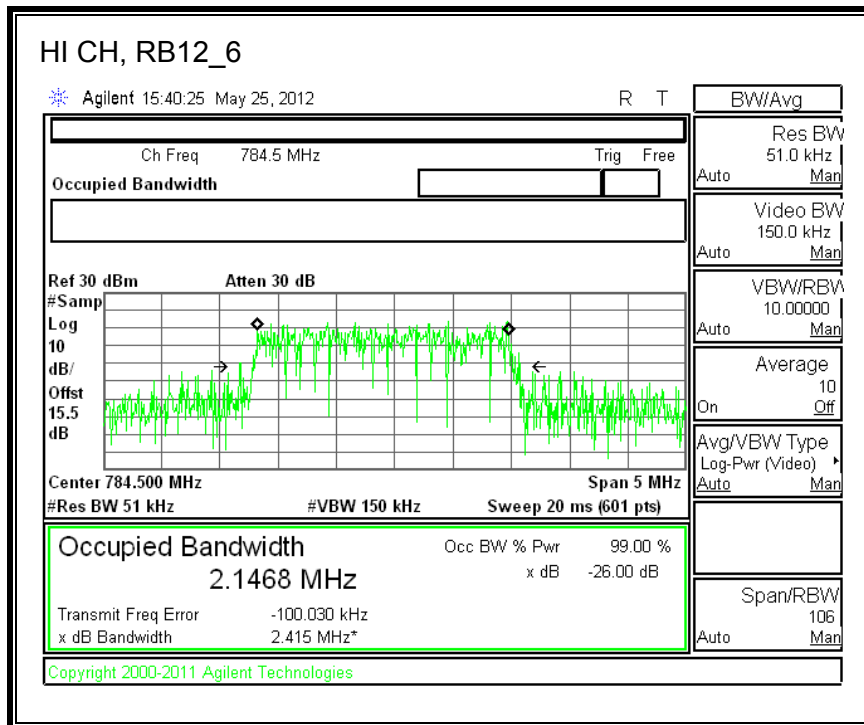 HI CH, RB12_6
Agilent 15:40:25 May 25, 2012 R T
Ch Freq 784.5 MHz Trig Free
Occupied Bandwidth
Ref 30 dBm Atten 30 dB
#Samp
Log
10
dB/
Offst
15.5
dB
Center 784.500 MHz Span 5 MHz
#Res BW 51 kHz #VBW 150 kHz Sweep 20 ms (601 pts)
Occupied Bandwidth Occ BW % Pwr 99.00 %
2.1468 MHz x dB -26.00 dB
Transmit Freq Error -100.030 kHz
x dB Bandwidth 2.415 MHz*
Copyright 2000-2011 Agilent Technologies
BW/Avg
Res BW
51.0 kHz
Auto Man
Video BW
150.0 kHz
Auto Man
VBW/RBW
10.00000
Auto Man
Average
10
On Off
Avg/VBW Type
Log-Pwr (Video)
Auto Man
Span/RBW
106
Auto Man